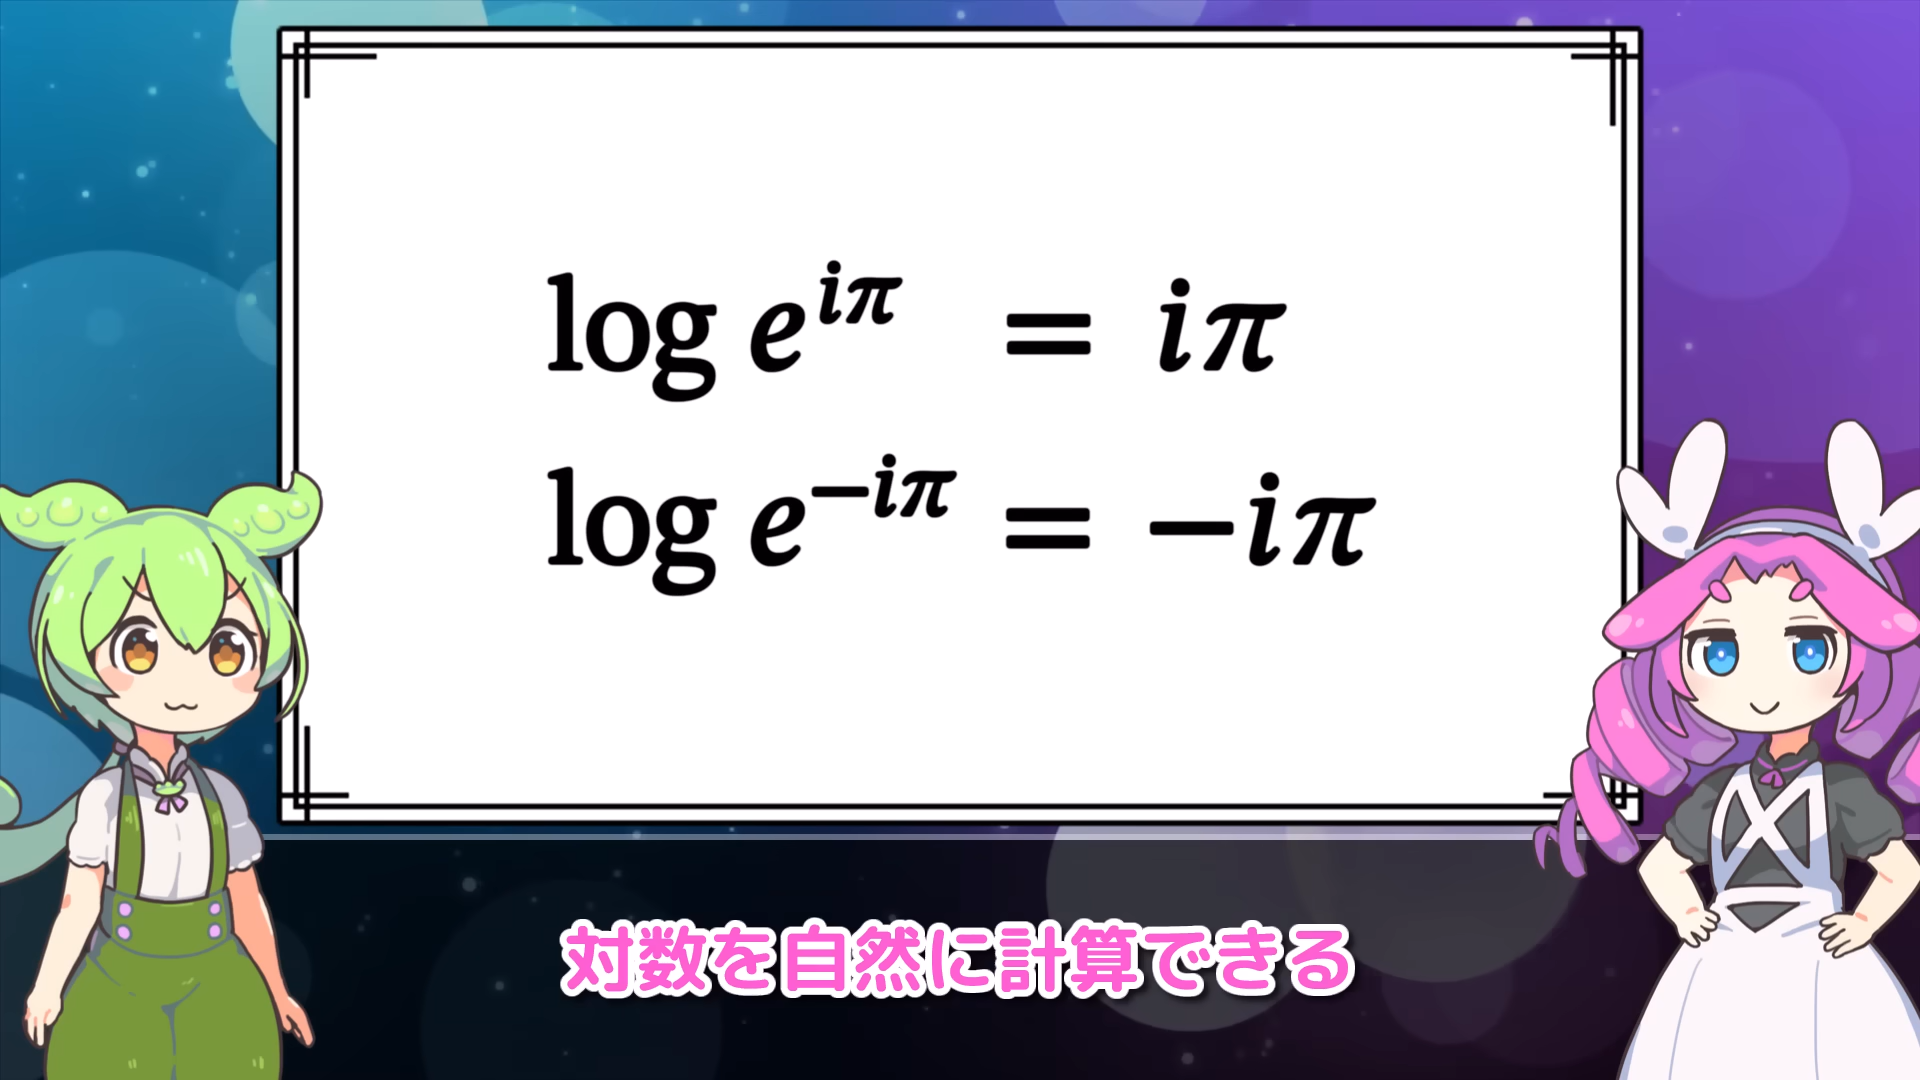 log e^{iπ} = iπ
log e^{−iπ} = −iπ
対数を自然に計算できる